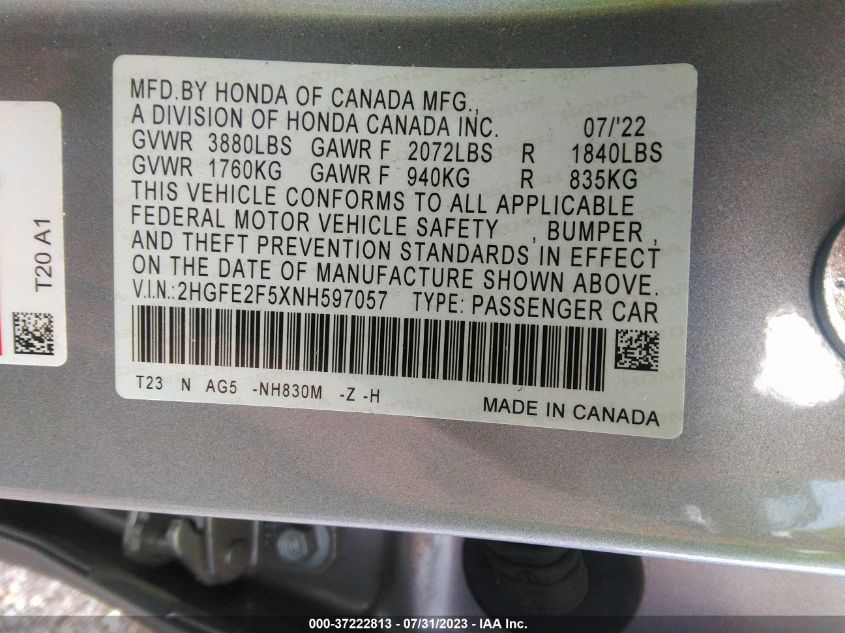 MFD.BY HONDA OF CANADA MFG.,
A DIVISION OF HONDA CANADA INC. 07/'22
GVWR 3880LBS GAWR F 2072LBS R 1840LBS
GVWR 1760KG GAWR F 940KG R 835KG
THIS VEHICLE CONFORMS TO ALL APPLICABLE
FEDERAL MOTOR VEHICLE SAFETY , BUMPER ,
AND THEFT PREVENTION STANDARDS IN EFFECT
ON THE DATE OF MANUFACTURE SHOWN ABOVE.
V.I.N.:2HGFE2F5XNH597057 TYPE: PASSENGER CAR
T23 N AG5 -NH830M -Z -H
MADE IN CANADA
T20 A1
000-37222813 - 07/31/2023 - IAA Inc.